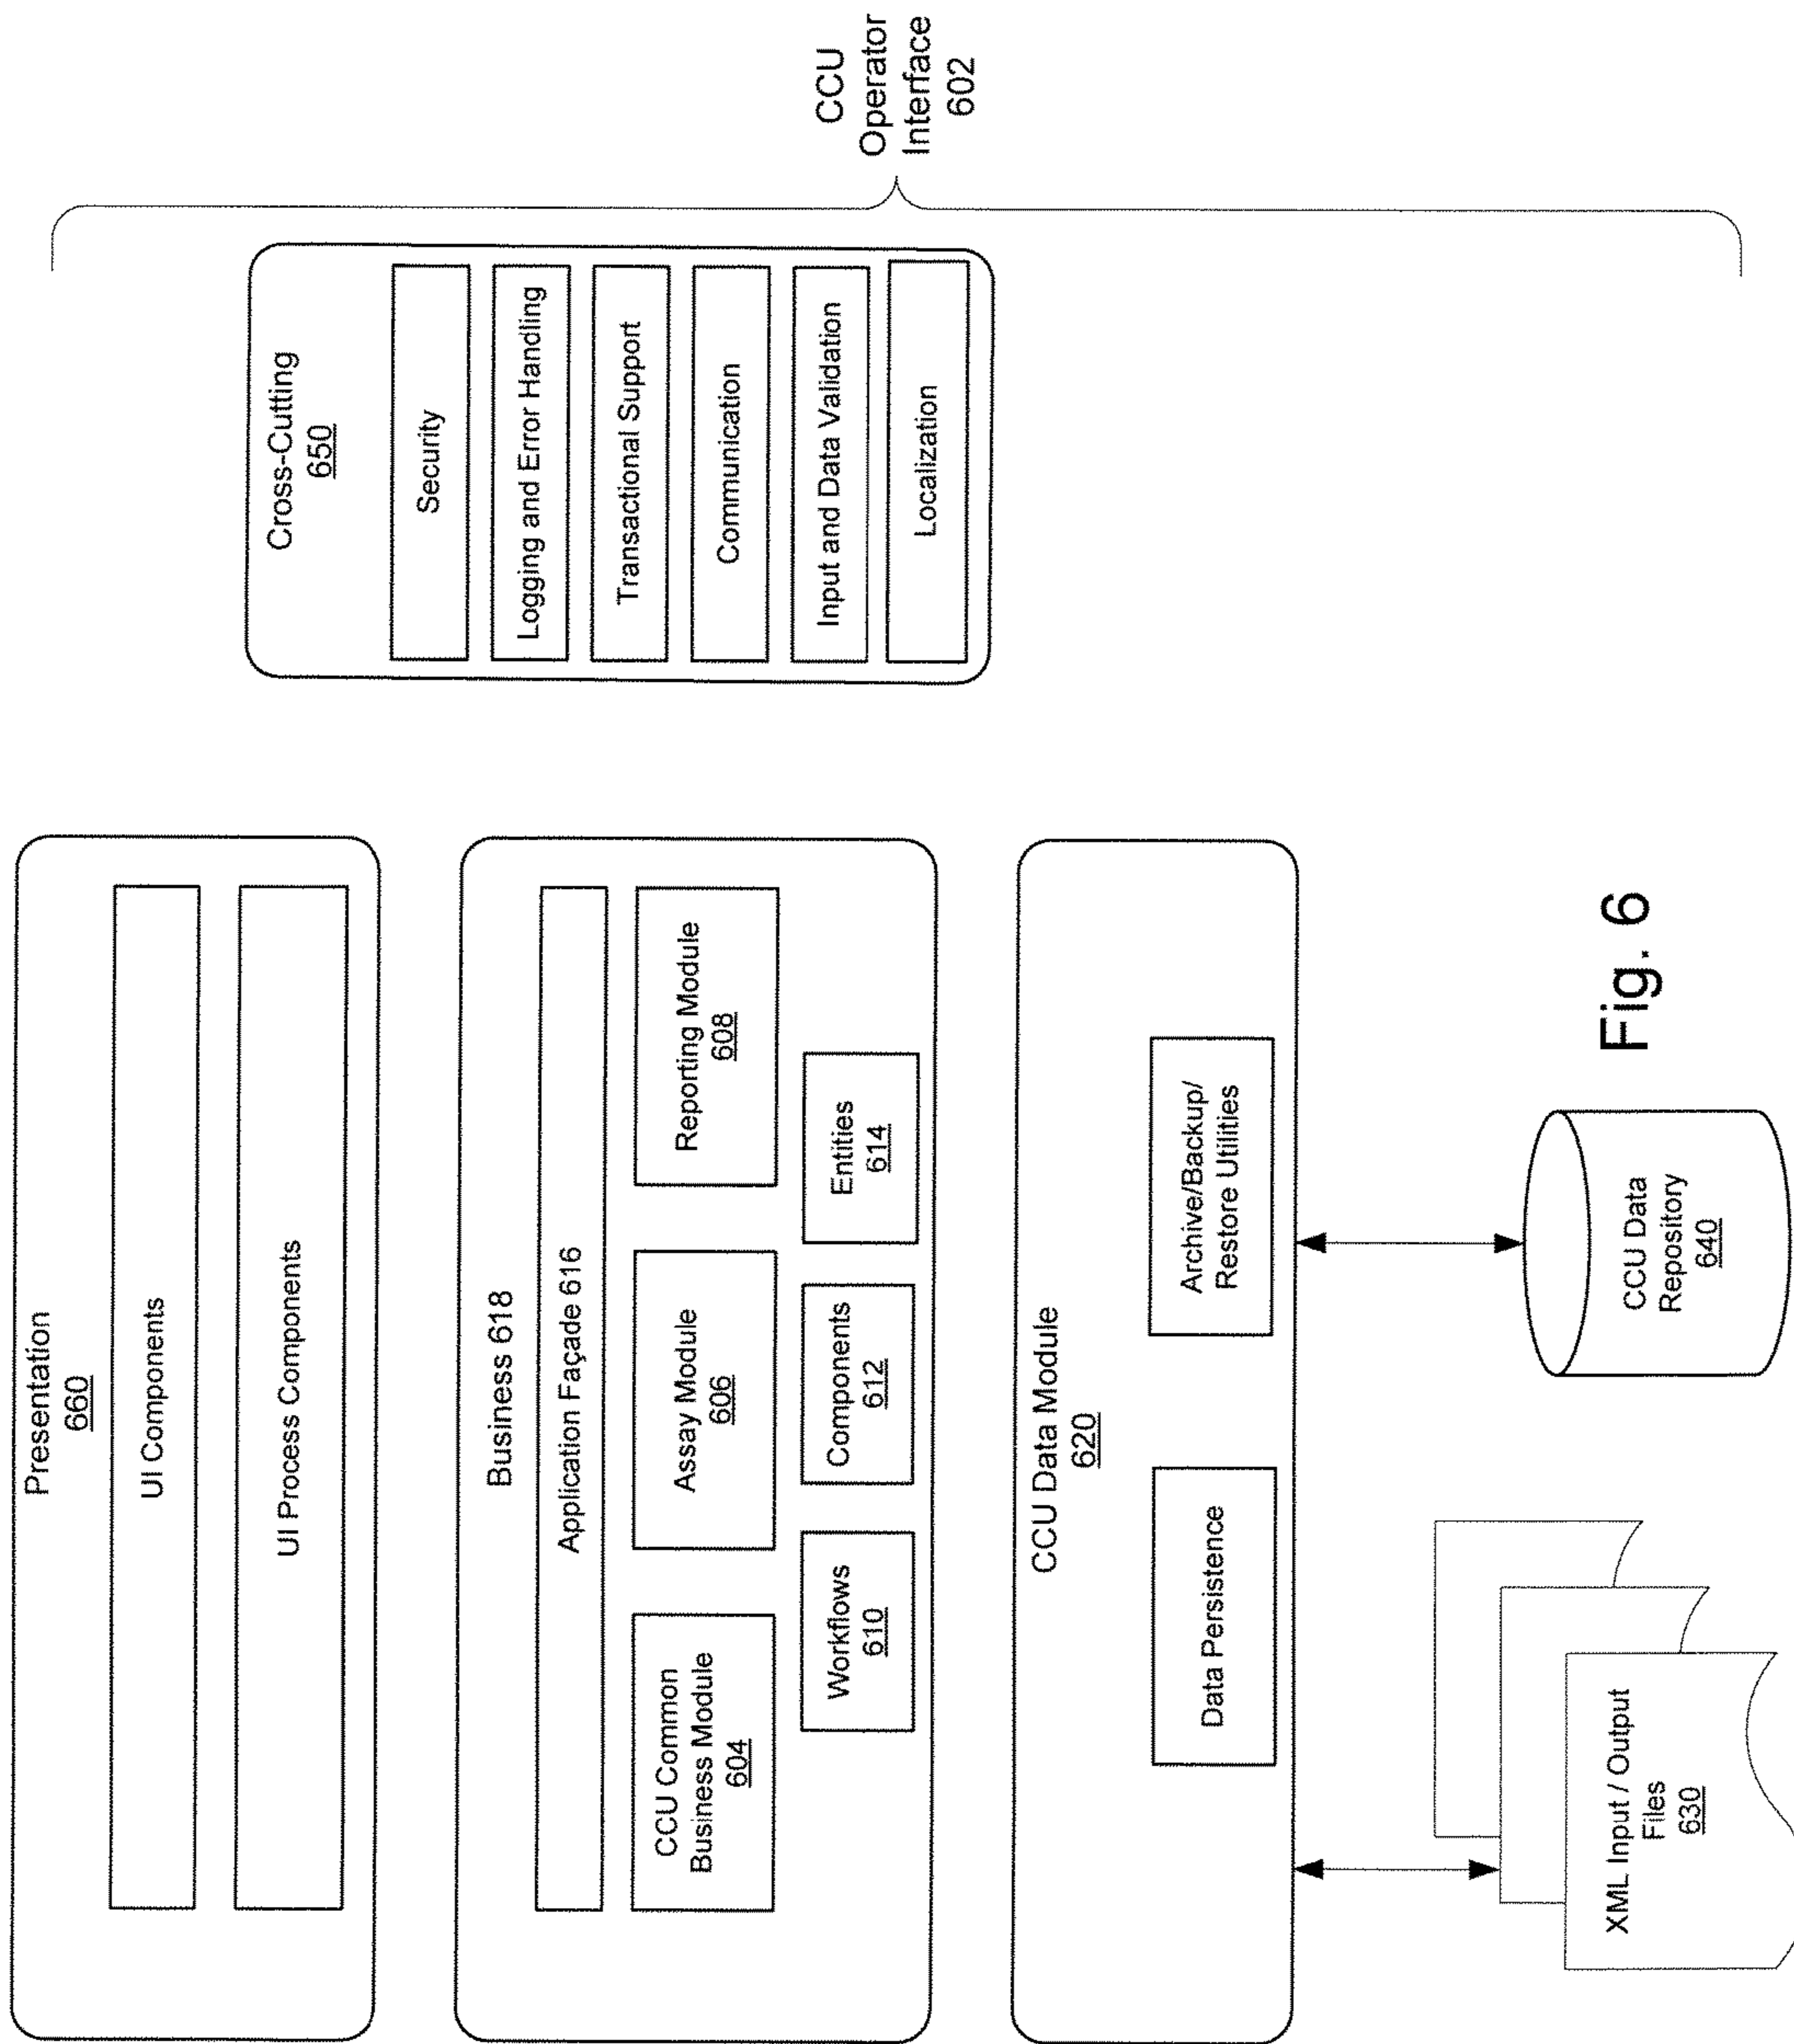 Presentation
660
UI Components
UI Process Components
Business 618
Application Façade 616
CCU Common
Business Module
604
Assay Module
606
Reporting Module
608
Workflows
610
Components
612
Entities
614
CCU Data Module
620
Data Persistence
Archive/Backup/
Restore Utilities
XML Input / Output
Files
630
CCU Data
Repository
640
Cross-Cutting
650
Security
Logging and Error Handling
Transactional Support
Communication
Input and Data Validation
Localization
CCU
Operator
Interface
602
Fig. 6